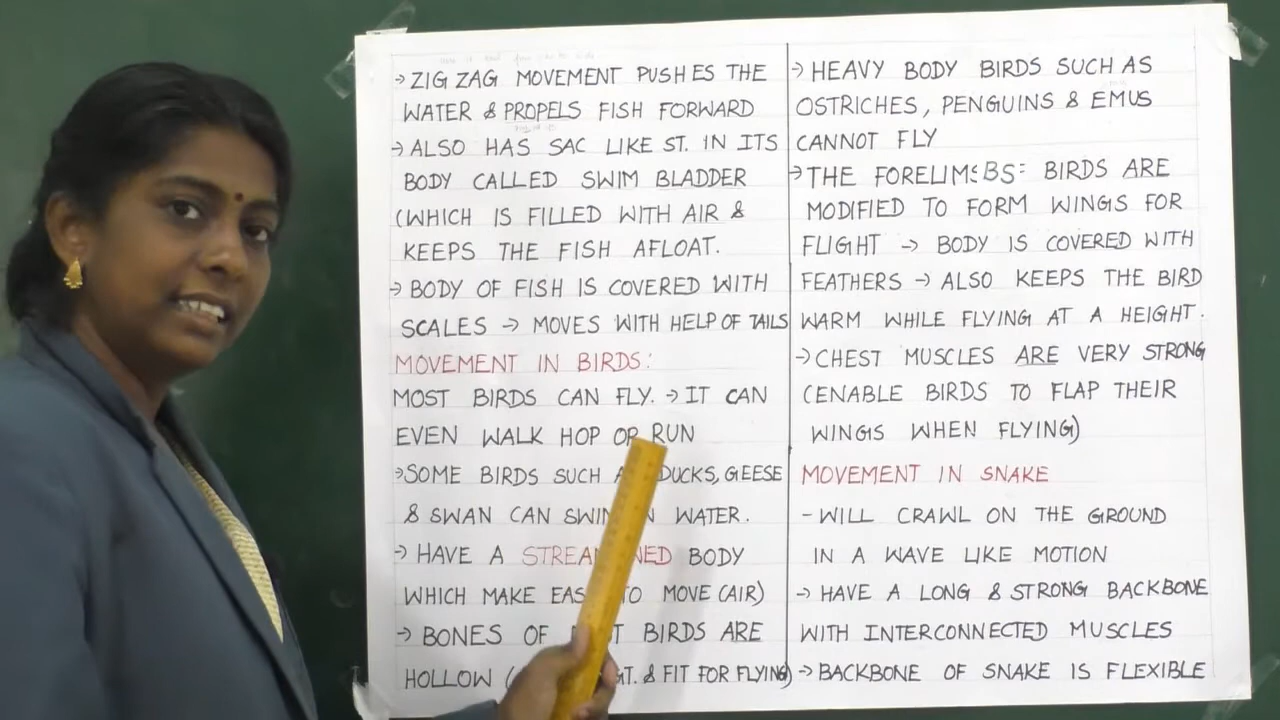 → ZIG ZAG MOVEMENT PUSHES THE
WATER & PROPELS FISH FORWARD
→ ALSO HAS SAC LIKE ST. IN ITS
BODY CALLED SWIM BLADDER
(WHICH IS FILLED WITH AIR &
KEEPS THE FISH AFLOAT.
→ BODY OF FISH IS COVERED WITH
SCALES → MOVES WITH HELP OF TAILS
MOVEMENT IN BIRDS:
MOST BIRDS CAN FLY. → IT CAN
EVEN WALK HOP OR RUN
→ SOME BIRDS SUCH DUCKS, GEESE
& SWAN CAN WATER.
→ HAVE A BODY
WHICH MAKE TO MOVE (AIR)
→ BONES OF BIRDS ARE
HOLLOW ( & FIT FOR FLYING)
→ HEAVY BODY BIRDS SUCH AS
OSTRICHES, PENGUINS & EMUS
CANNOT FLY
→ THE BIRDS ARE
MODIFIED TO FORM WINGS FOR
FLIGHT → BODY IS COVERED WITH
FEATHERS → ALSO KEEPS THE BIRD
WARM WHILE FLYING AT A HEIGHT.
→ CHEST MUSCLES ARE VERY STRONG
(ENABLE BIRDS TO FLAP THEIR
WINGS WHEN FLYING)
MOVEMENT IN SNAKE
- WILL CRAWL ON THE GROUND
IN A WAVE LIKE MOTION
→ HAVE A LONG & STRONG BACKBONE
WITH INTERCONNECTED MUSCLES
→ BACKBONE OF SNAKE IS FLEXIBLE